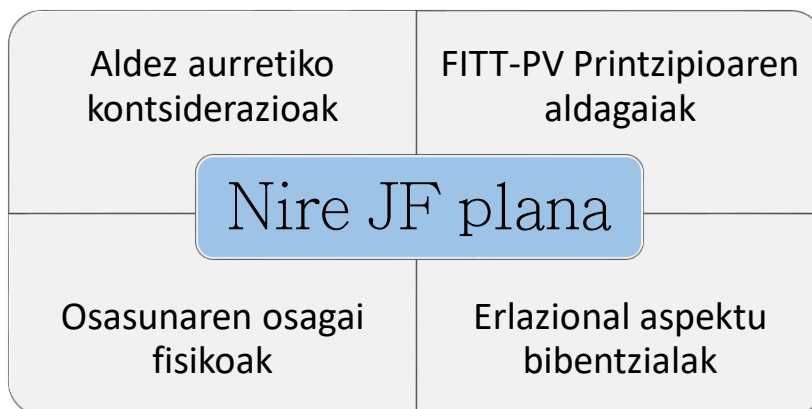 Aldez aurretiko
kontsiderazioak
FITT-PV Printzipioaren
aldagaiak
Nire JF plana
Osasunaren osagai
fisikoak
Erlazional aspektu
bibentzialak